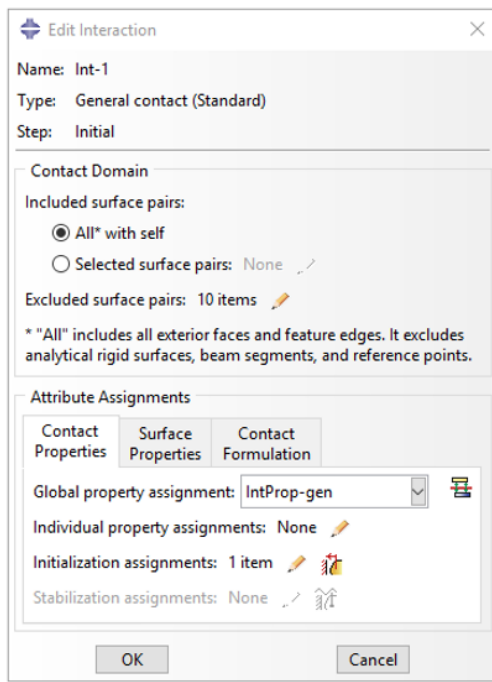 Edit Interaction
Name: Int-1
Type: General contact (Standard)
Step: Initial
Contact Domain
Included surface pairs:
All* with self
Selected surface pairs: None
Excluded surface pairs: 10 items
* "All" includes all exterior faces and feature edges. It excludes
analytical rigid surfaces, beam segments, and reference points.
Attribute Assignments
Contact Properties
Surface Properties
Contact Formulation
Global property assignment: IntProp-gen
Individual property assignments: None
Initialization assignments: 1 item
Stabilization assignments: None
OK Cancel